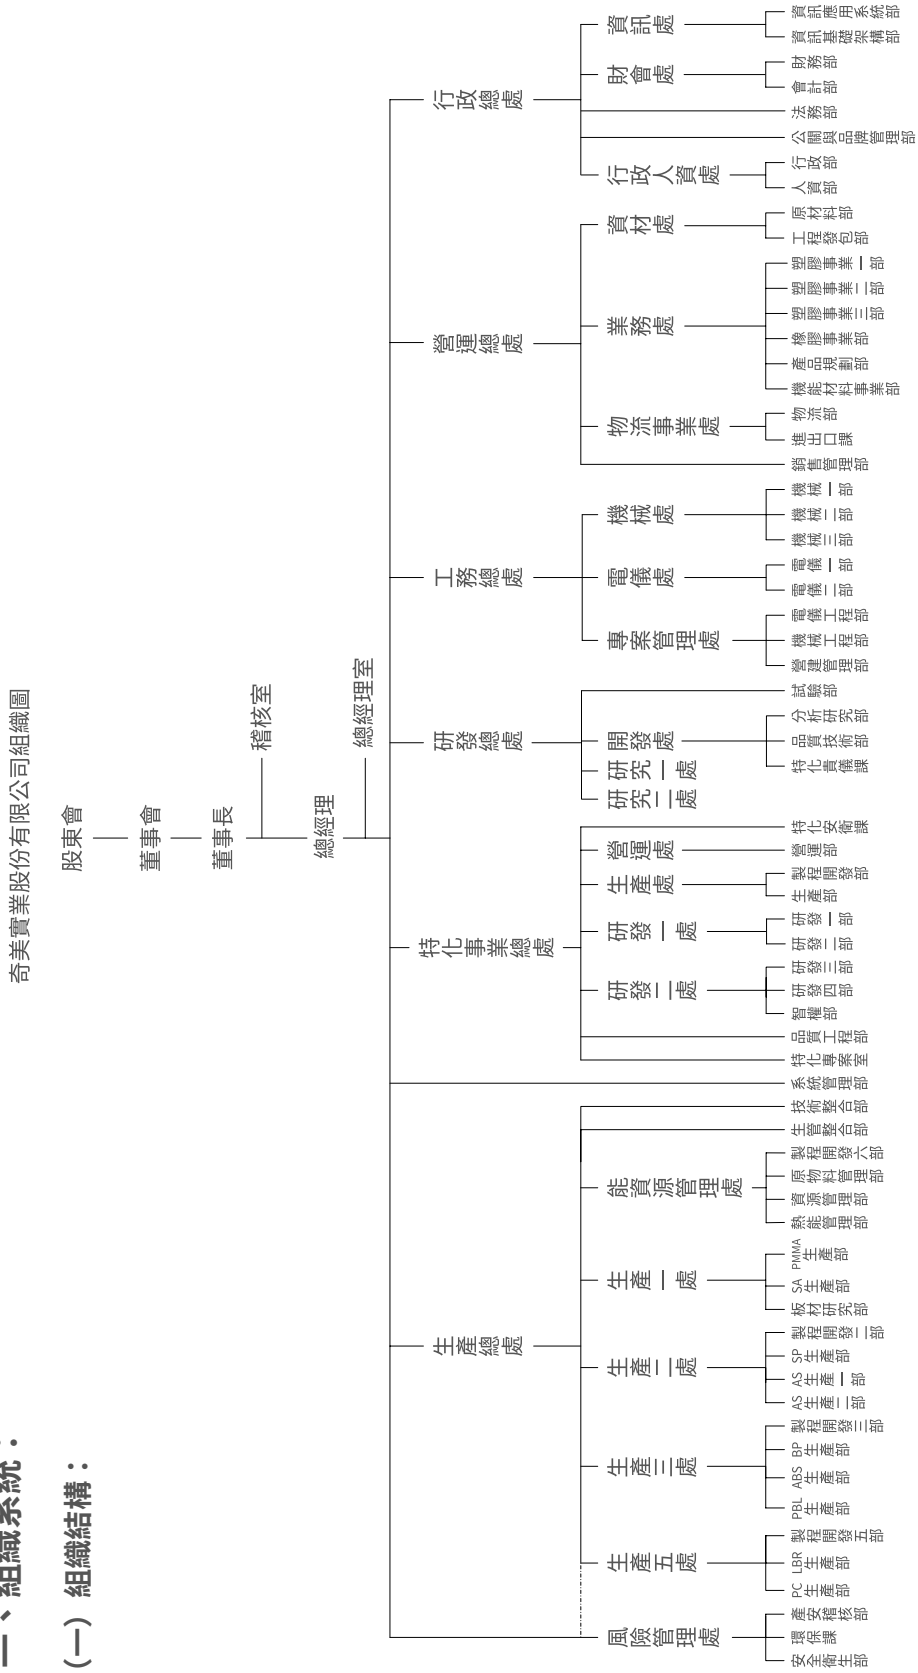 一、組織系統：
（一）組織結構：
奇美實業股份有限公司組織圖
股東會
董事會
董事長
稽核室
總經理
總經理室
生產總處
特化事業總處
研發總處
工務總處
營運總處
行政總處
風險管理處
生產五處
生產三處
生產二處
生產一處
能資源管理處
研發二處
研發一處
生產處
營運處
研究二處
研究一處
開發處
專案管理處
電儀處
機械處
物流事業處
業務處
資材處
行政人資處
財會處
資訊處
安全衛生部
環保課
產安稽核部
PC生產部
LBR生產部
製程開發五部
PBL生產部
ABS生產部
BP生產部
製程開發三部
AS生產二部
AS生產一部
SP生產部
製程開發二部
板材研究部
SA生產部
PMMA生產部
熱能管理部
資源管理部
原物料管理部
製程開發六部
生管整合部
技術整合部
系統管理部
特化專案室
品質工程部
智權部
研發四部
研發三部
研發二部
研發一部
生產部
製程開發部
營運部
特化安衛課
特化貴儀課
品質技術部
分析研究部
試驗部
營建管理部
機械工程部
電儀工程部
電儀二部
電儀一部
機械三部
機械二部
機械一部
銷售管理部
進出口課
物流部
機能材料事業部
產品規劃部
橡膠事業部
塑膠事業三部
塑膠事業二部
塑膠事業一部
工程發包部
原材料部
人資部
行政部
公關與品牌管理部
法務部
會計部
財務部
資訊基礎架構部
資訊應用系統部